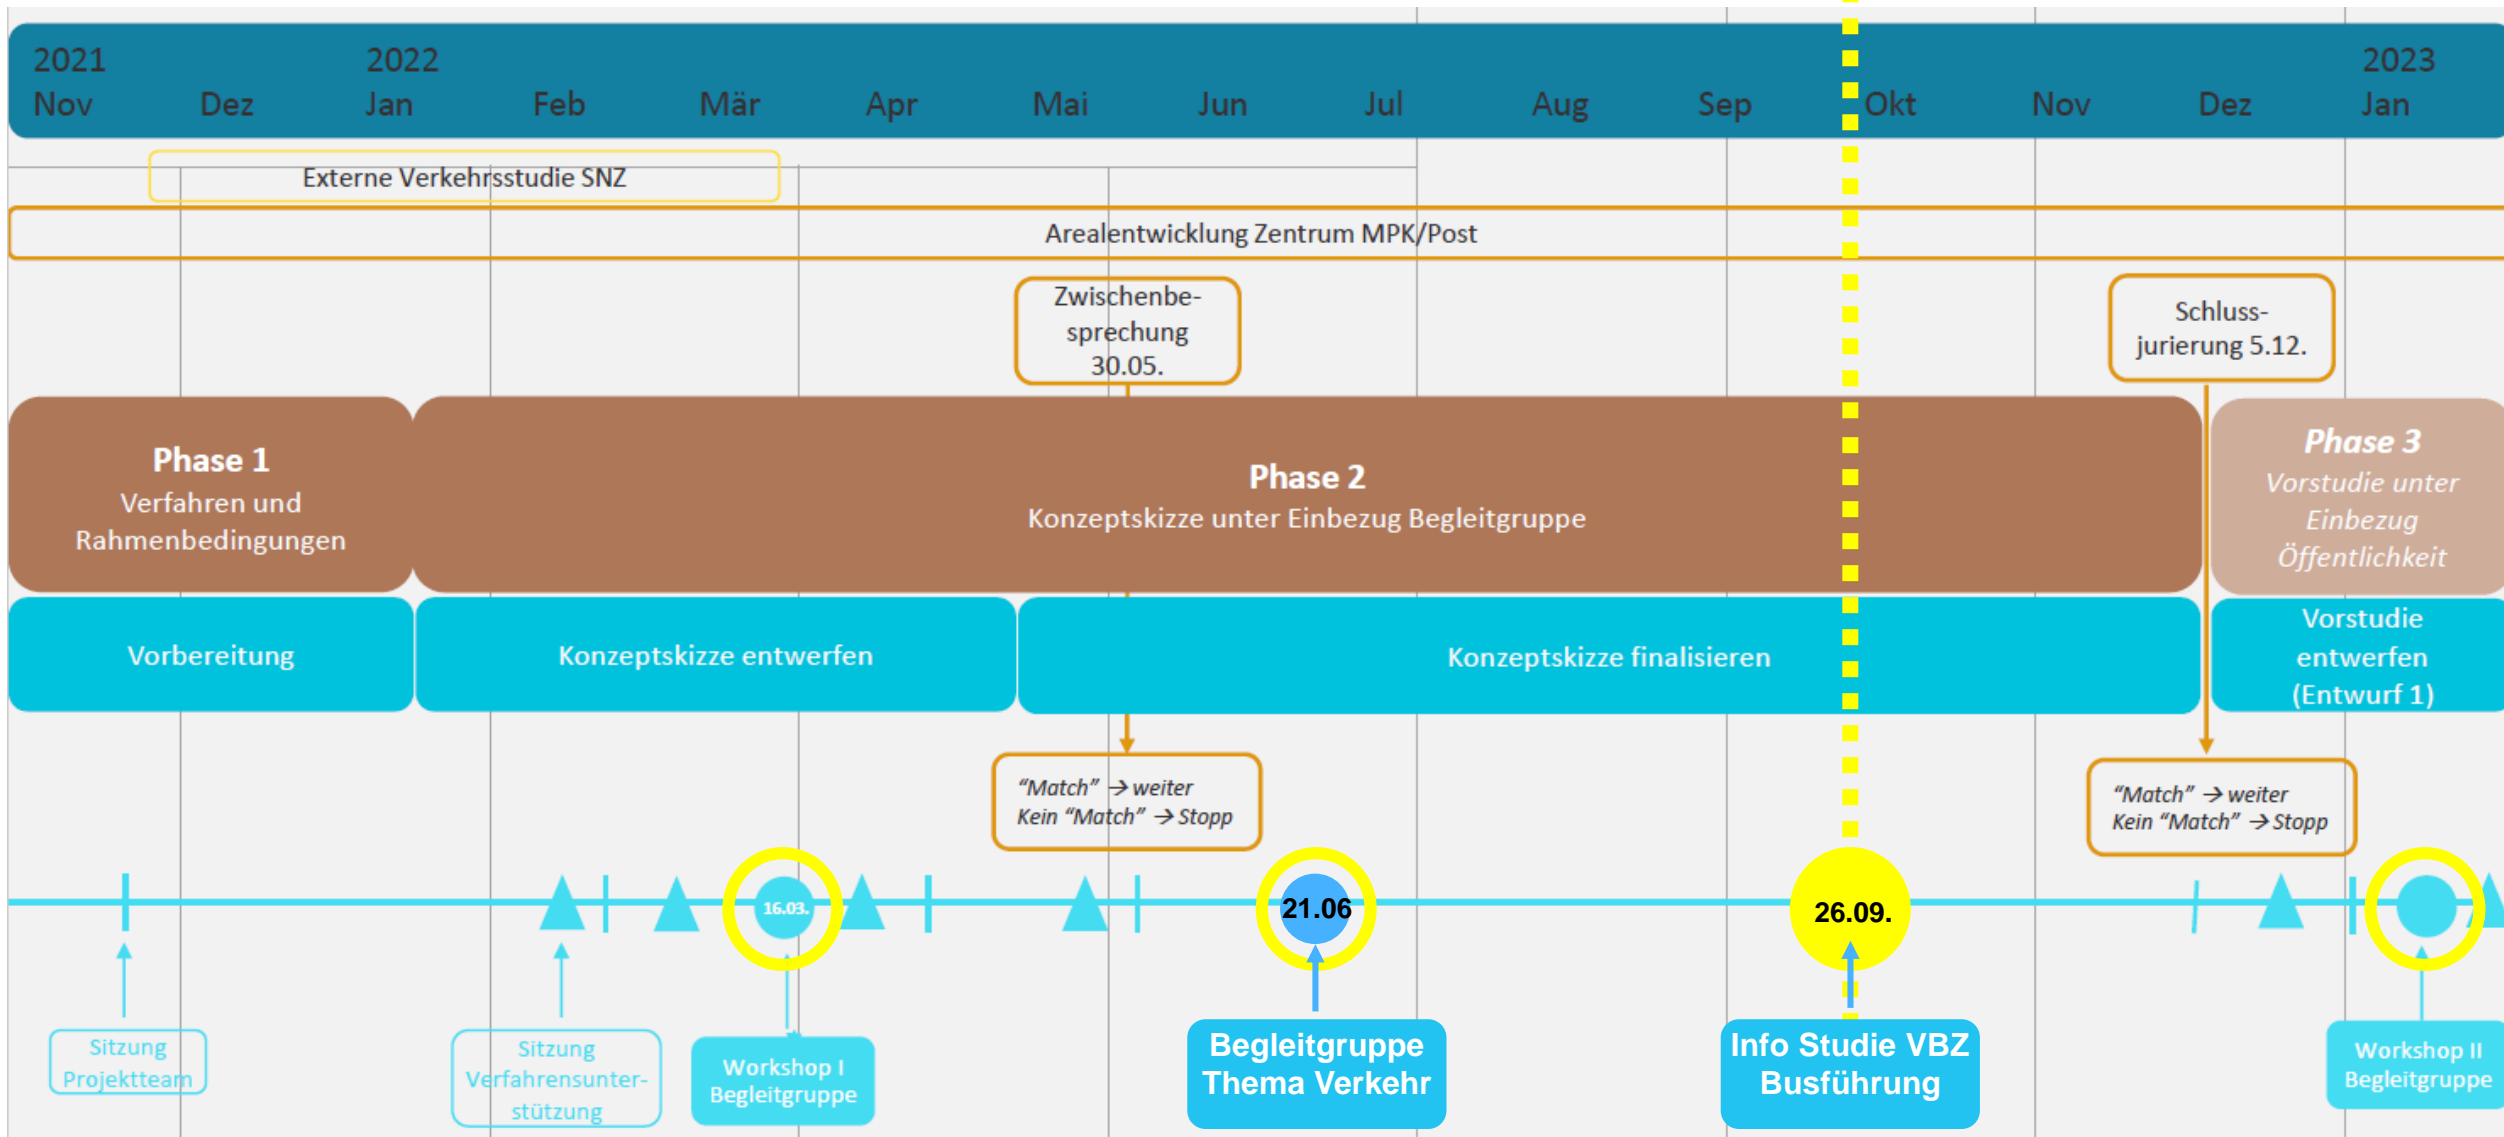 2021 2022 2023
Nov Dez Jan Feb Mär Apr Mai Jun Jul Aug Sep Okt Nov Dez Jan
Externe Verkehrsstudie SNZ
Arealentwicklung Zentrum MPK/Post
Zwischenbe-
sprechung
30.05.
Schluss-
jurierung 5.12.
Phase 1
Verfahren und
Rahmenbedingungen
Phase 2
Konzeptskizze unter Einbezug Begleitgruppe
Phase 3
Vorstudie unter
Einbezug
Öffentlichkeit
Vorbereitung
Konzeptskizze entwerfen
Konzeptskizze finalisieren
Vorstudie
entwerfen
(Entwurf 1)
“Match” → weiter
Kein “Match” → Stopp
“Match” → weiter
Kein “Match” → Stopp
16.03.
21.06
26.09.
Sitzung
Projektteam
Sitzung
Verfahrensunter-
stützung
Workshop I
Begleitgruppe
Begleitgruppe
Thema Verkehr
Info Studie VBZ
Busführung
Workshop II
Begleitgruppe